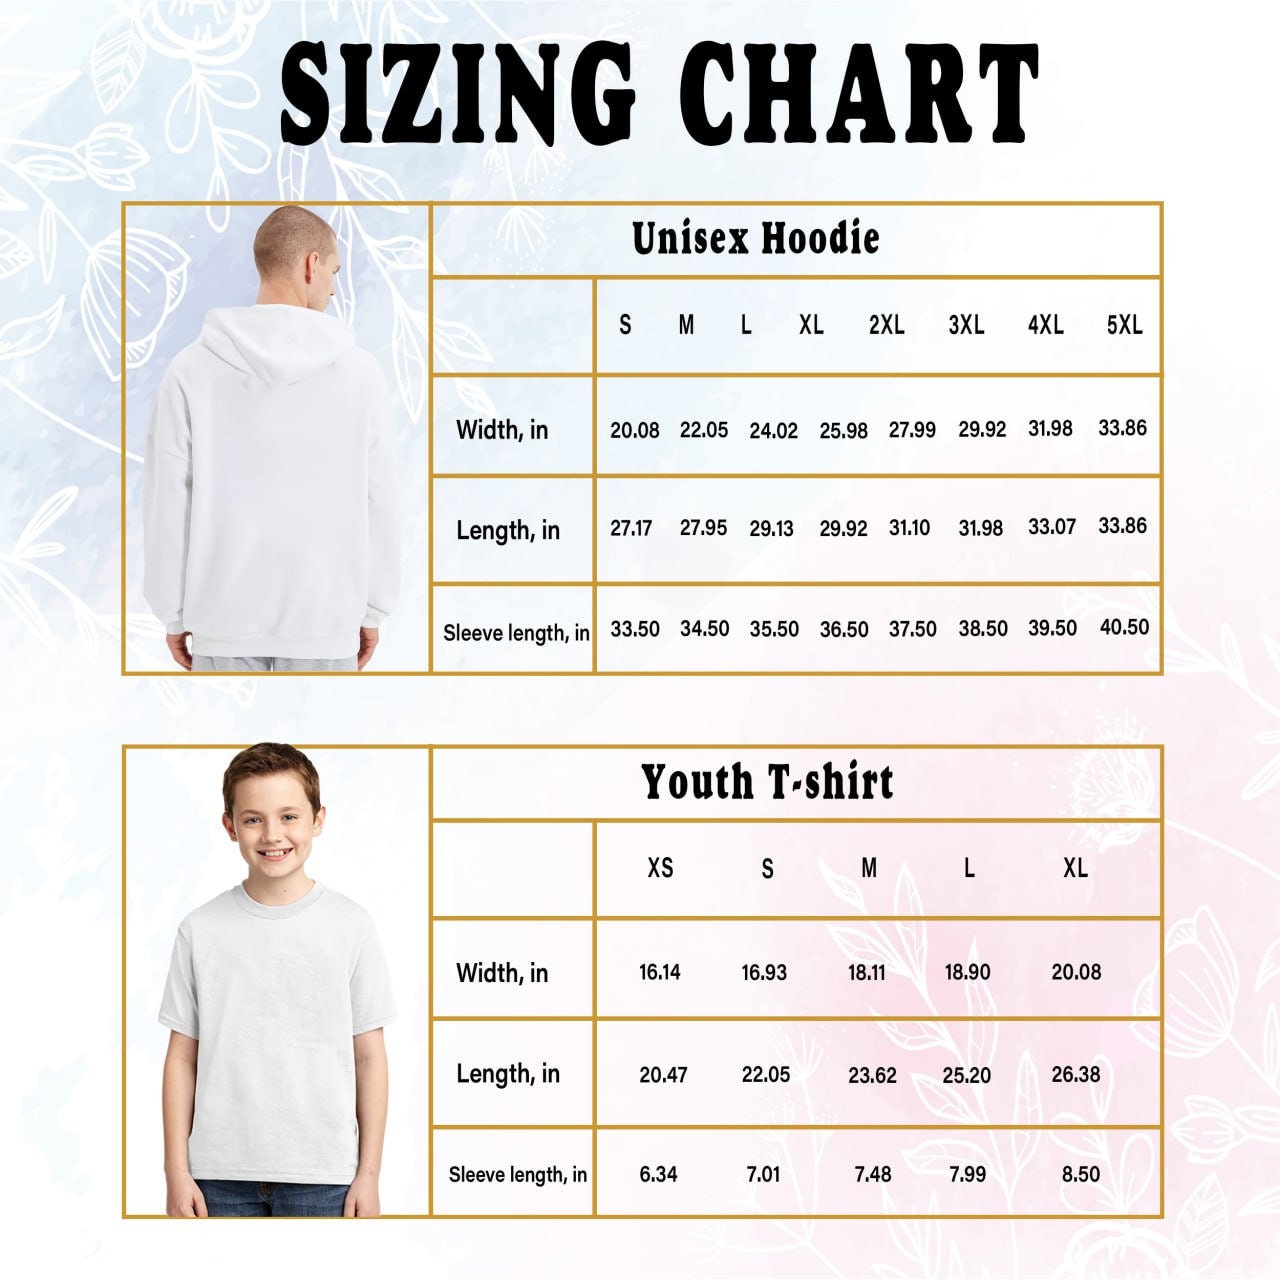 SIZING CHART
Unisex Hoodie
S M L XL 2XL 3XL 4XL 5XL
Width, in 20.08 22.05 24.02 25.98 27.99 29.92 31.98 33.86
Length, in 27.17 27.95 29.13 29.92 31.10 31.98 33.07 33.86
Sleeve length, in 33.50 34.50 35.50 36.50 37.50 38.50 39.50 40.50
Youth T-shirt
XS S M L XL
Width, in 16.14 16.93 18.11 18.90 20.08
Length, in 20.47 22.05 23.62 25.20 26.38
Sleeve length, in 6.34 7.01 7.48 7.99 8.50